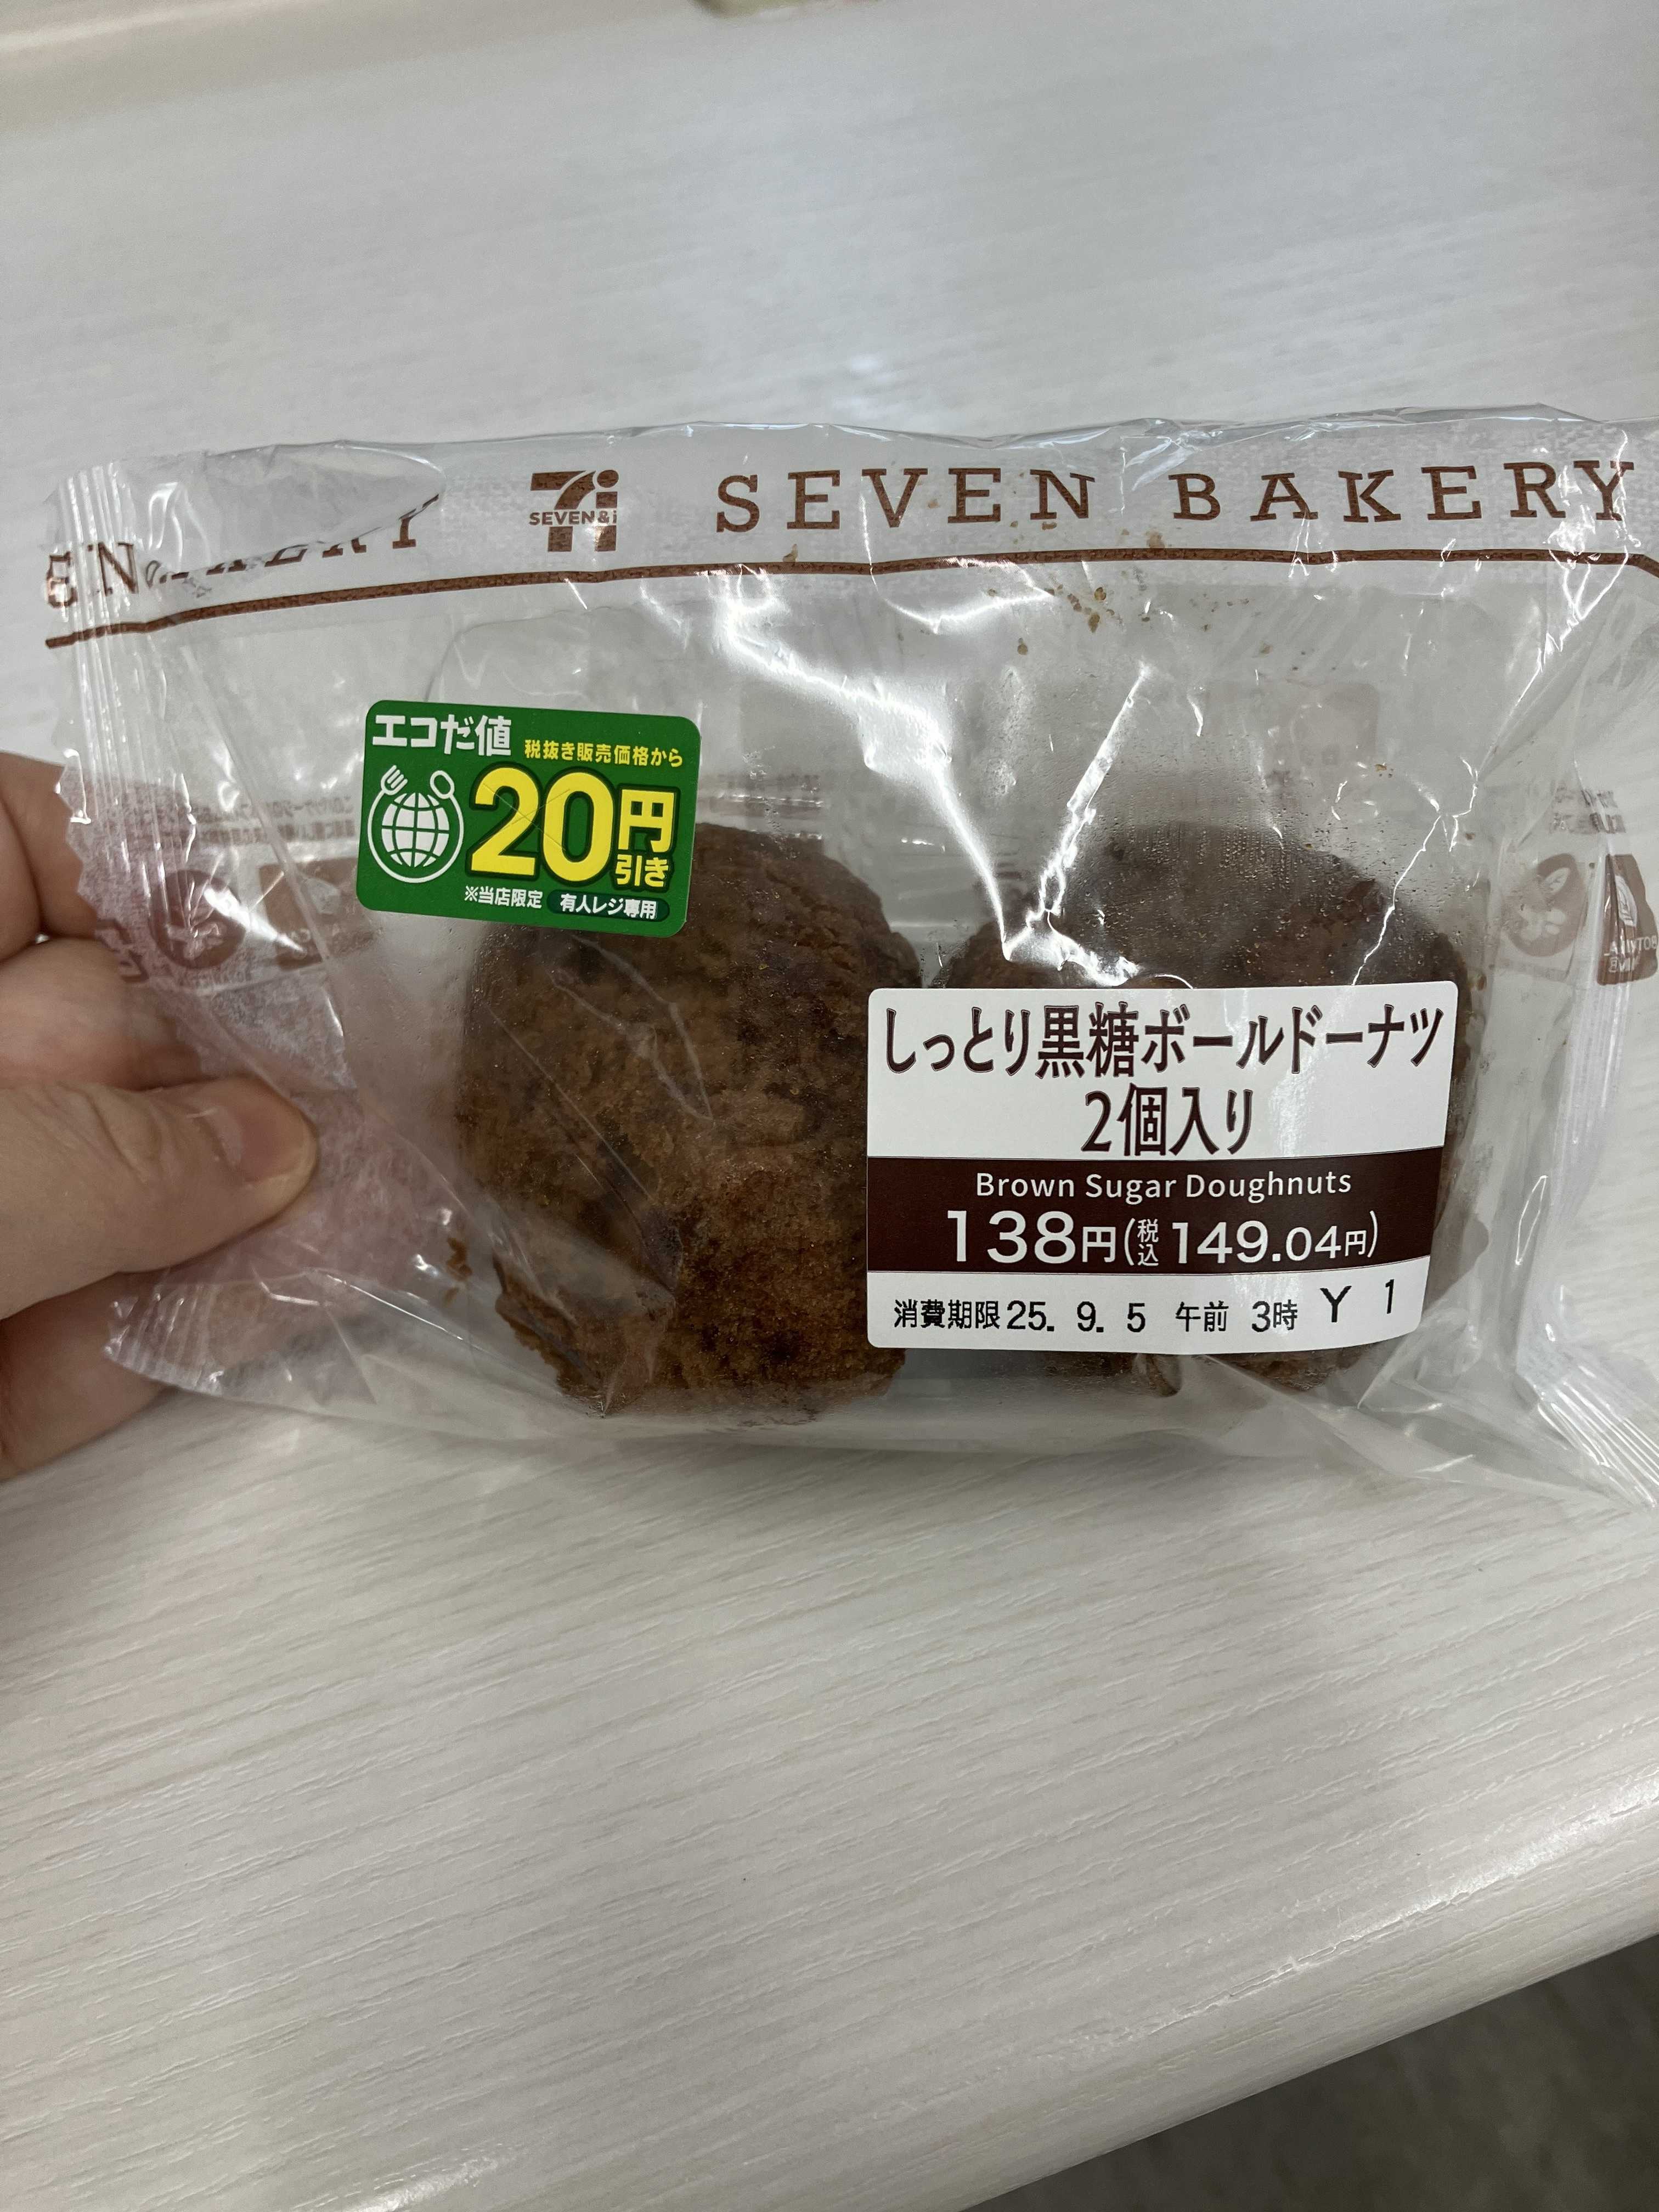 SEVEN&i
SEVEN BAKERY
エコだ値
税抜き販売価格から
20円
引き
※当店限定 有人レジ専用
しっとり黒糖ボールドーナツ
2個入り
Brown Sugar Doughnuts
138円(税込149.04円)
消費期限25. 9. 5 午前 3時 Y 1